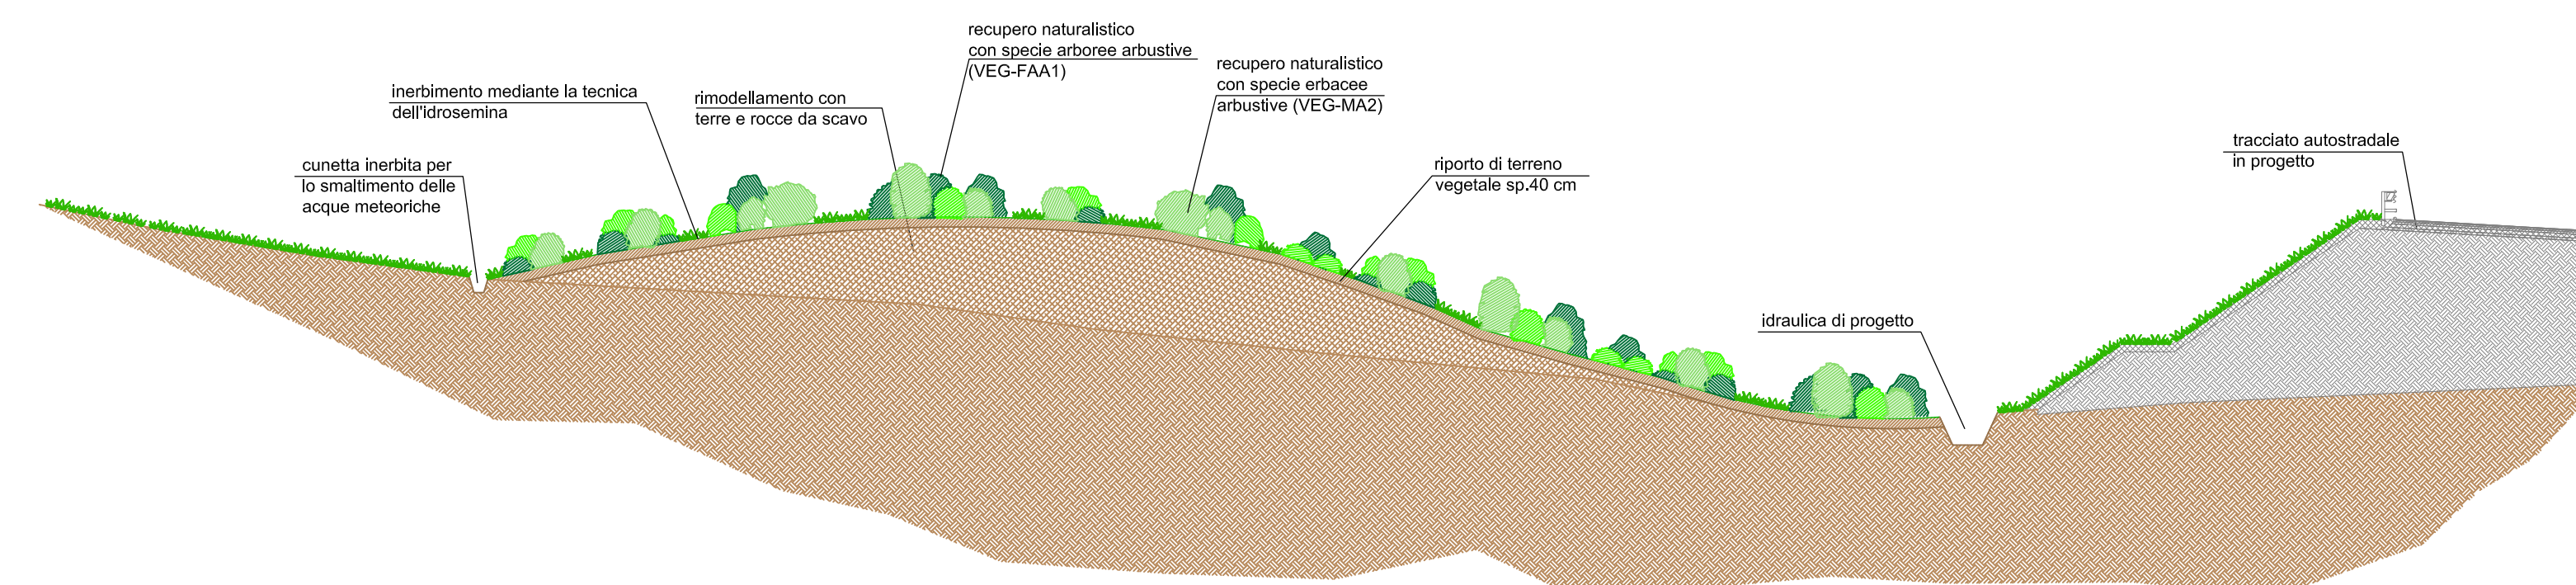 recupero naturalistico
con specie arboree arbustive
(VEG-FAA1)
recupero naturalistico
con specie erbacee
arbustive (VEG-MA2)
inerbimento mediante la tecnica
dell'idrosemina
rimodellamento con
terre e rocce da scavo
cunetta inerbita per
lo smaltimento delle
acque meteoriche
riporto di terreno
vegetale sp.40 cm
tracciato autostradale
in progetto
idraulica di progetto